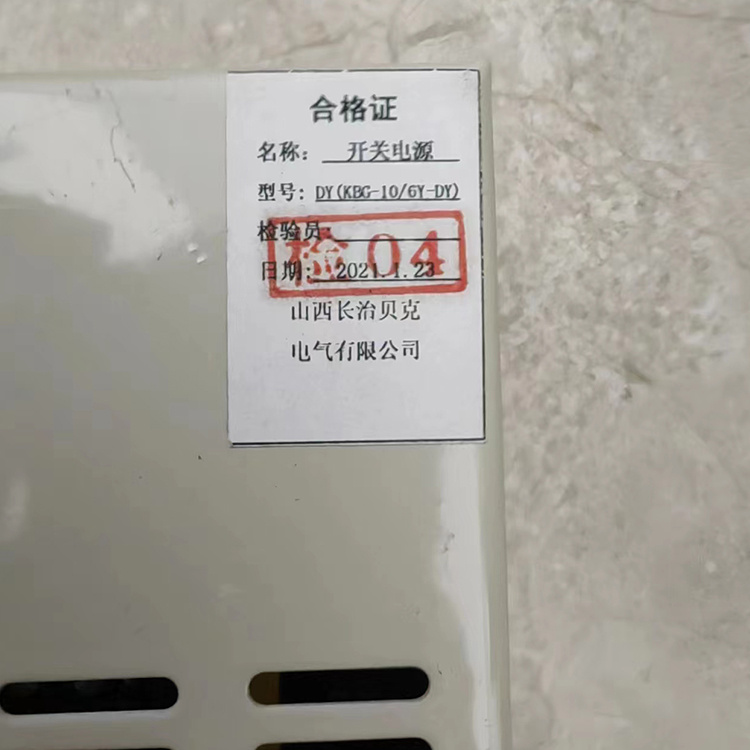 合格证
名称： 开关电源
型号：DY(KBG-10/6Y-DY)
检验员：
检04
日期： 2021.1.23
山西长治贝克
电气有限公司